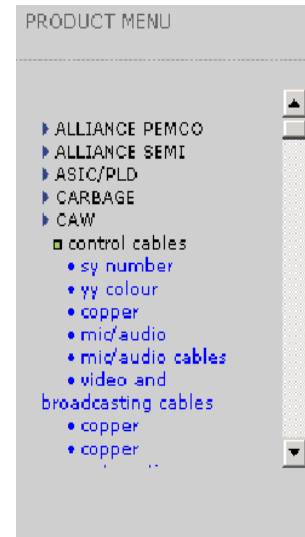 PRODUCT MENU
ALLIANCE PEMCO
ALLIANCE SEMI
ASIC/PLD
CARBAGE
CAW
control cables
sy number
yy colour
copper
mic/audio
mic/audio cables
video and
broadcasting cables
copper
copper